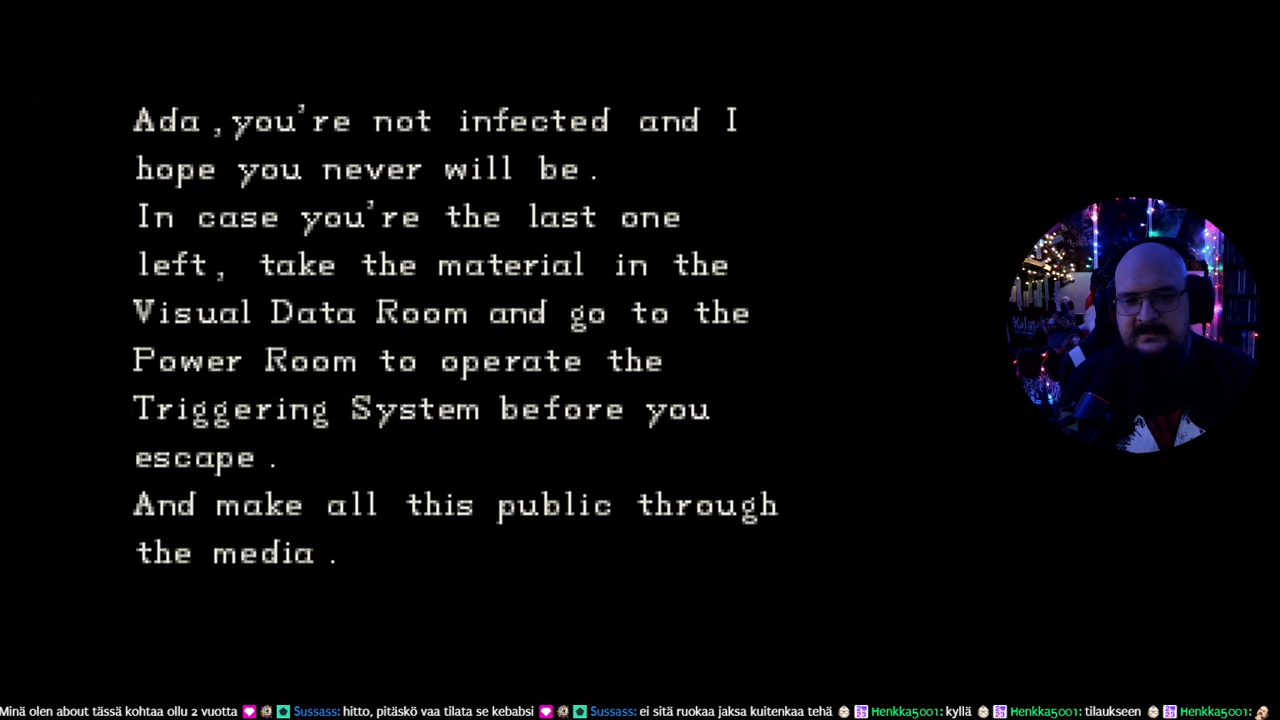 Ada ,you're not infected and I
hope you never will be .
In case you're the last one
left, take the material in the
Visual Data Room and go to the
Power Room to operate the
Triggering System before you
escape .
And make all this public through
the media .
Minä olen about tässä kohtaa ollu 2 vuotta Sussass: hitto, pitäskö vaa tilata se kebabsi Sussass: ei sitä ruokaa jaksa kuitenkaa tehä Henkka5001: kyllä Henkka5001: tilaukseen Henkka5001: